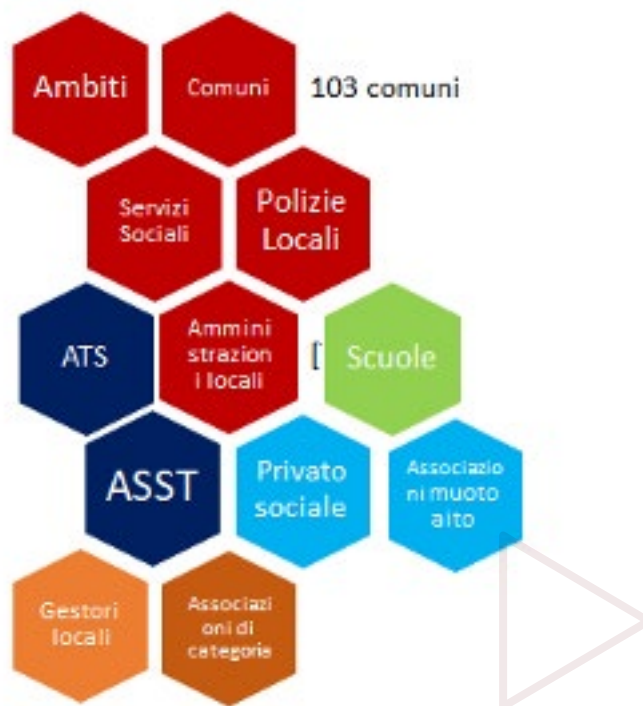 Ambiti
Comuni
103 comuni
Servizi
Sociali
Polizie
Locali
ATS
Ammini
strazion
i locali
[
Scuole
ASST
Privato
sociale
Associazio
ni muoto
aito
Gestori
locali
Associazi
oni di
categoria